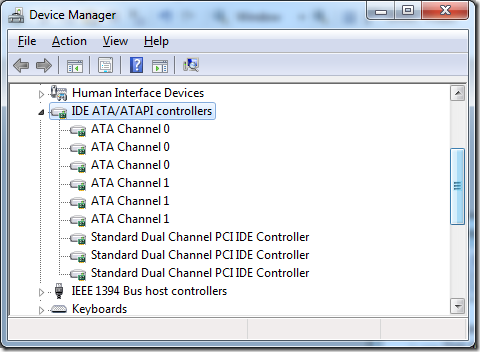 Device Manager
File Action View Help
Human Interface Devices
IDE ATA/ATAPI controllers
ATA Channel 0
ATA Channel 0
ATA Channel 0
ATA Channel 1
ATA Channel 1
ATA Channel 1
Standard Dual Channel PCI IDE Controller
Standard Dual Channel PCI IDE Controller
Standard Dual Channel PCI IDE Controller
IEEE 1394 Bus host controllers
Keyboards